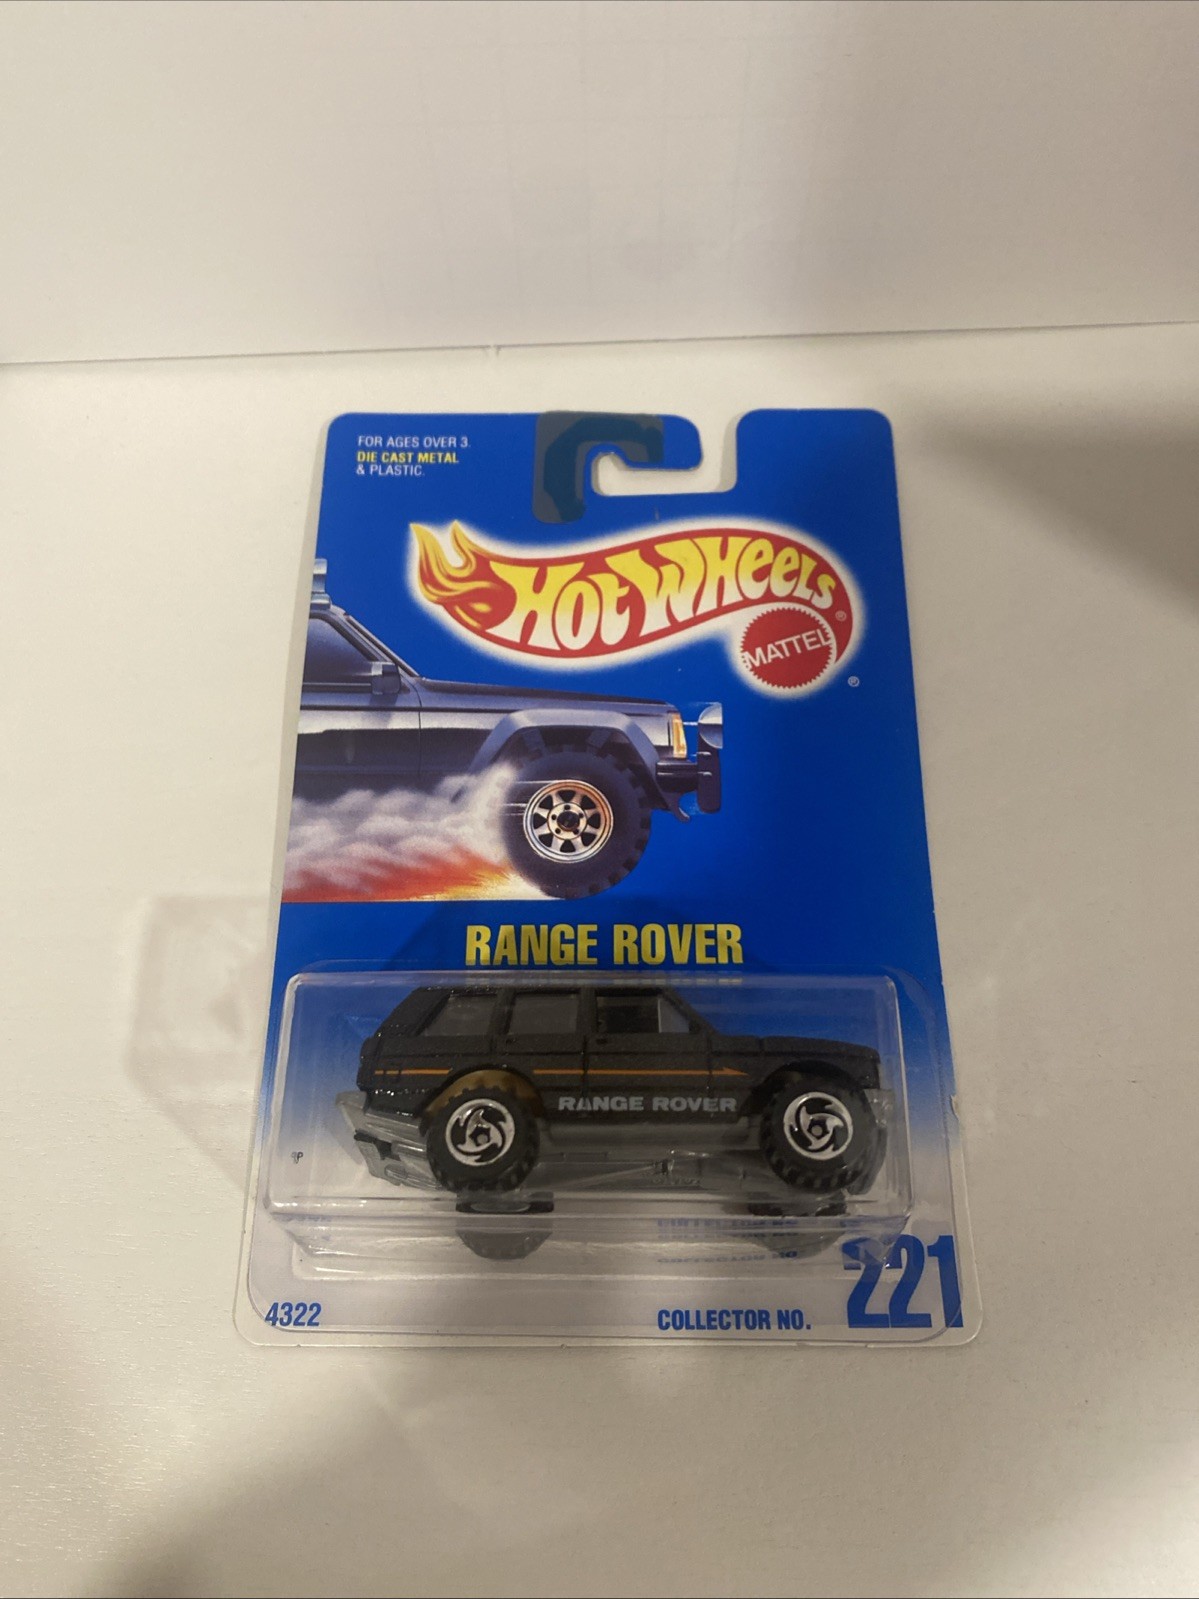 FOR AGES OVER 3.
DIE CAST METAL
& PLASTIC.
HOT WHEELS ®
MATTEL
®
RANGE ROVER
RANGE ROVER
4322
COLLECTOR NO. 221